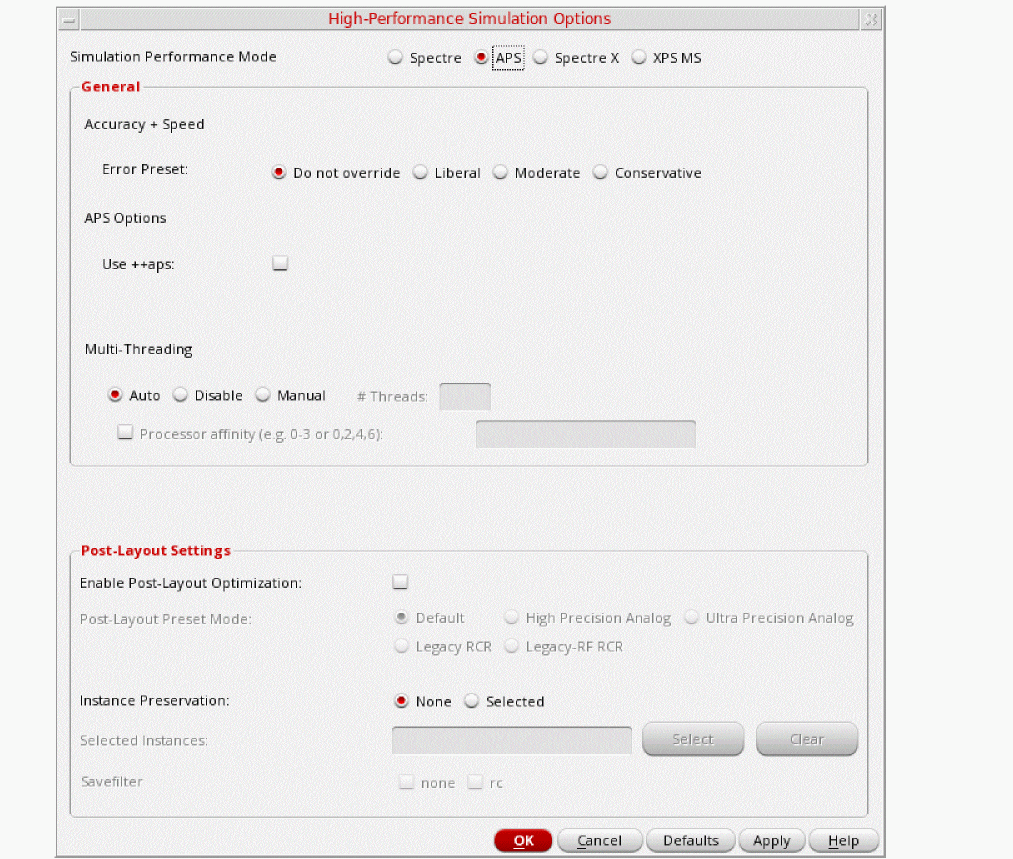 High-Performance Simulation Options
Simulation Performance Mode Spectre APS Spectre X XPS MS
General
Accuracy + Speed
Error Preset: Do not override Liberal Moderate Conservative
APS Options
Use ++aps:
Multi-Threading
Auto Disable Manual # Threads:
Processor affinity (e.g. 0-3 or 0,2,4,6):
Post-Layout Settings
Enable Post-Layout Optimization:
Post-Layout Preset Mode: Default High Precision Analog Ultra Precision Analog
Legacy RCR Legacy-RF RCR
Instance Preservation: None Selected
Selected Instances: Select Clear
Savefilter none rc
OK Cancel Defaults Apply Help